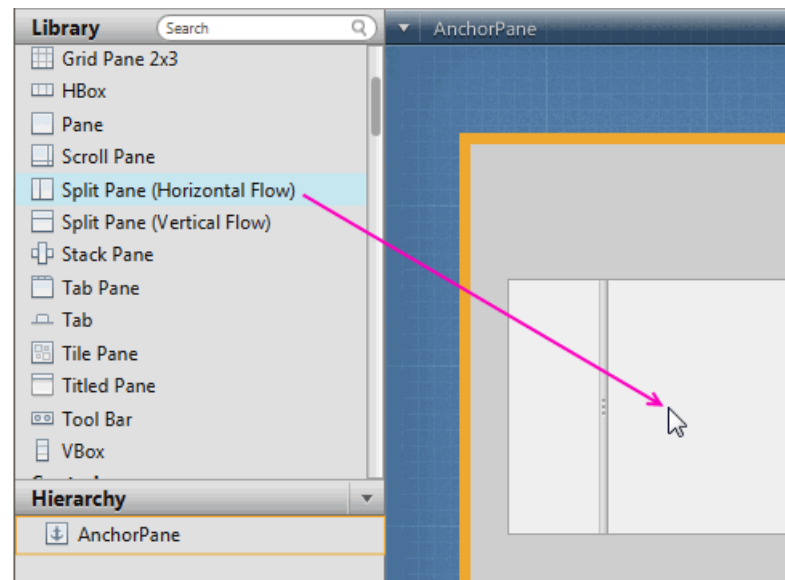 Library Search AnchorPane
Grid Pane 2x3
HBox
Pane
Scroll Pane
Split Pane (Horizontal Flow)
Split Pane (Vertical Flow)
Stack Pane
Tab Pane
Tab
Tile Pane
Titled Pane
Tool Bar
VBox
Hierarchy
AnchorPane